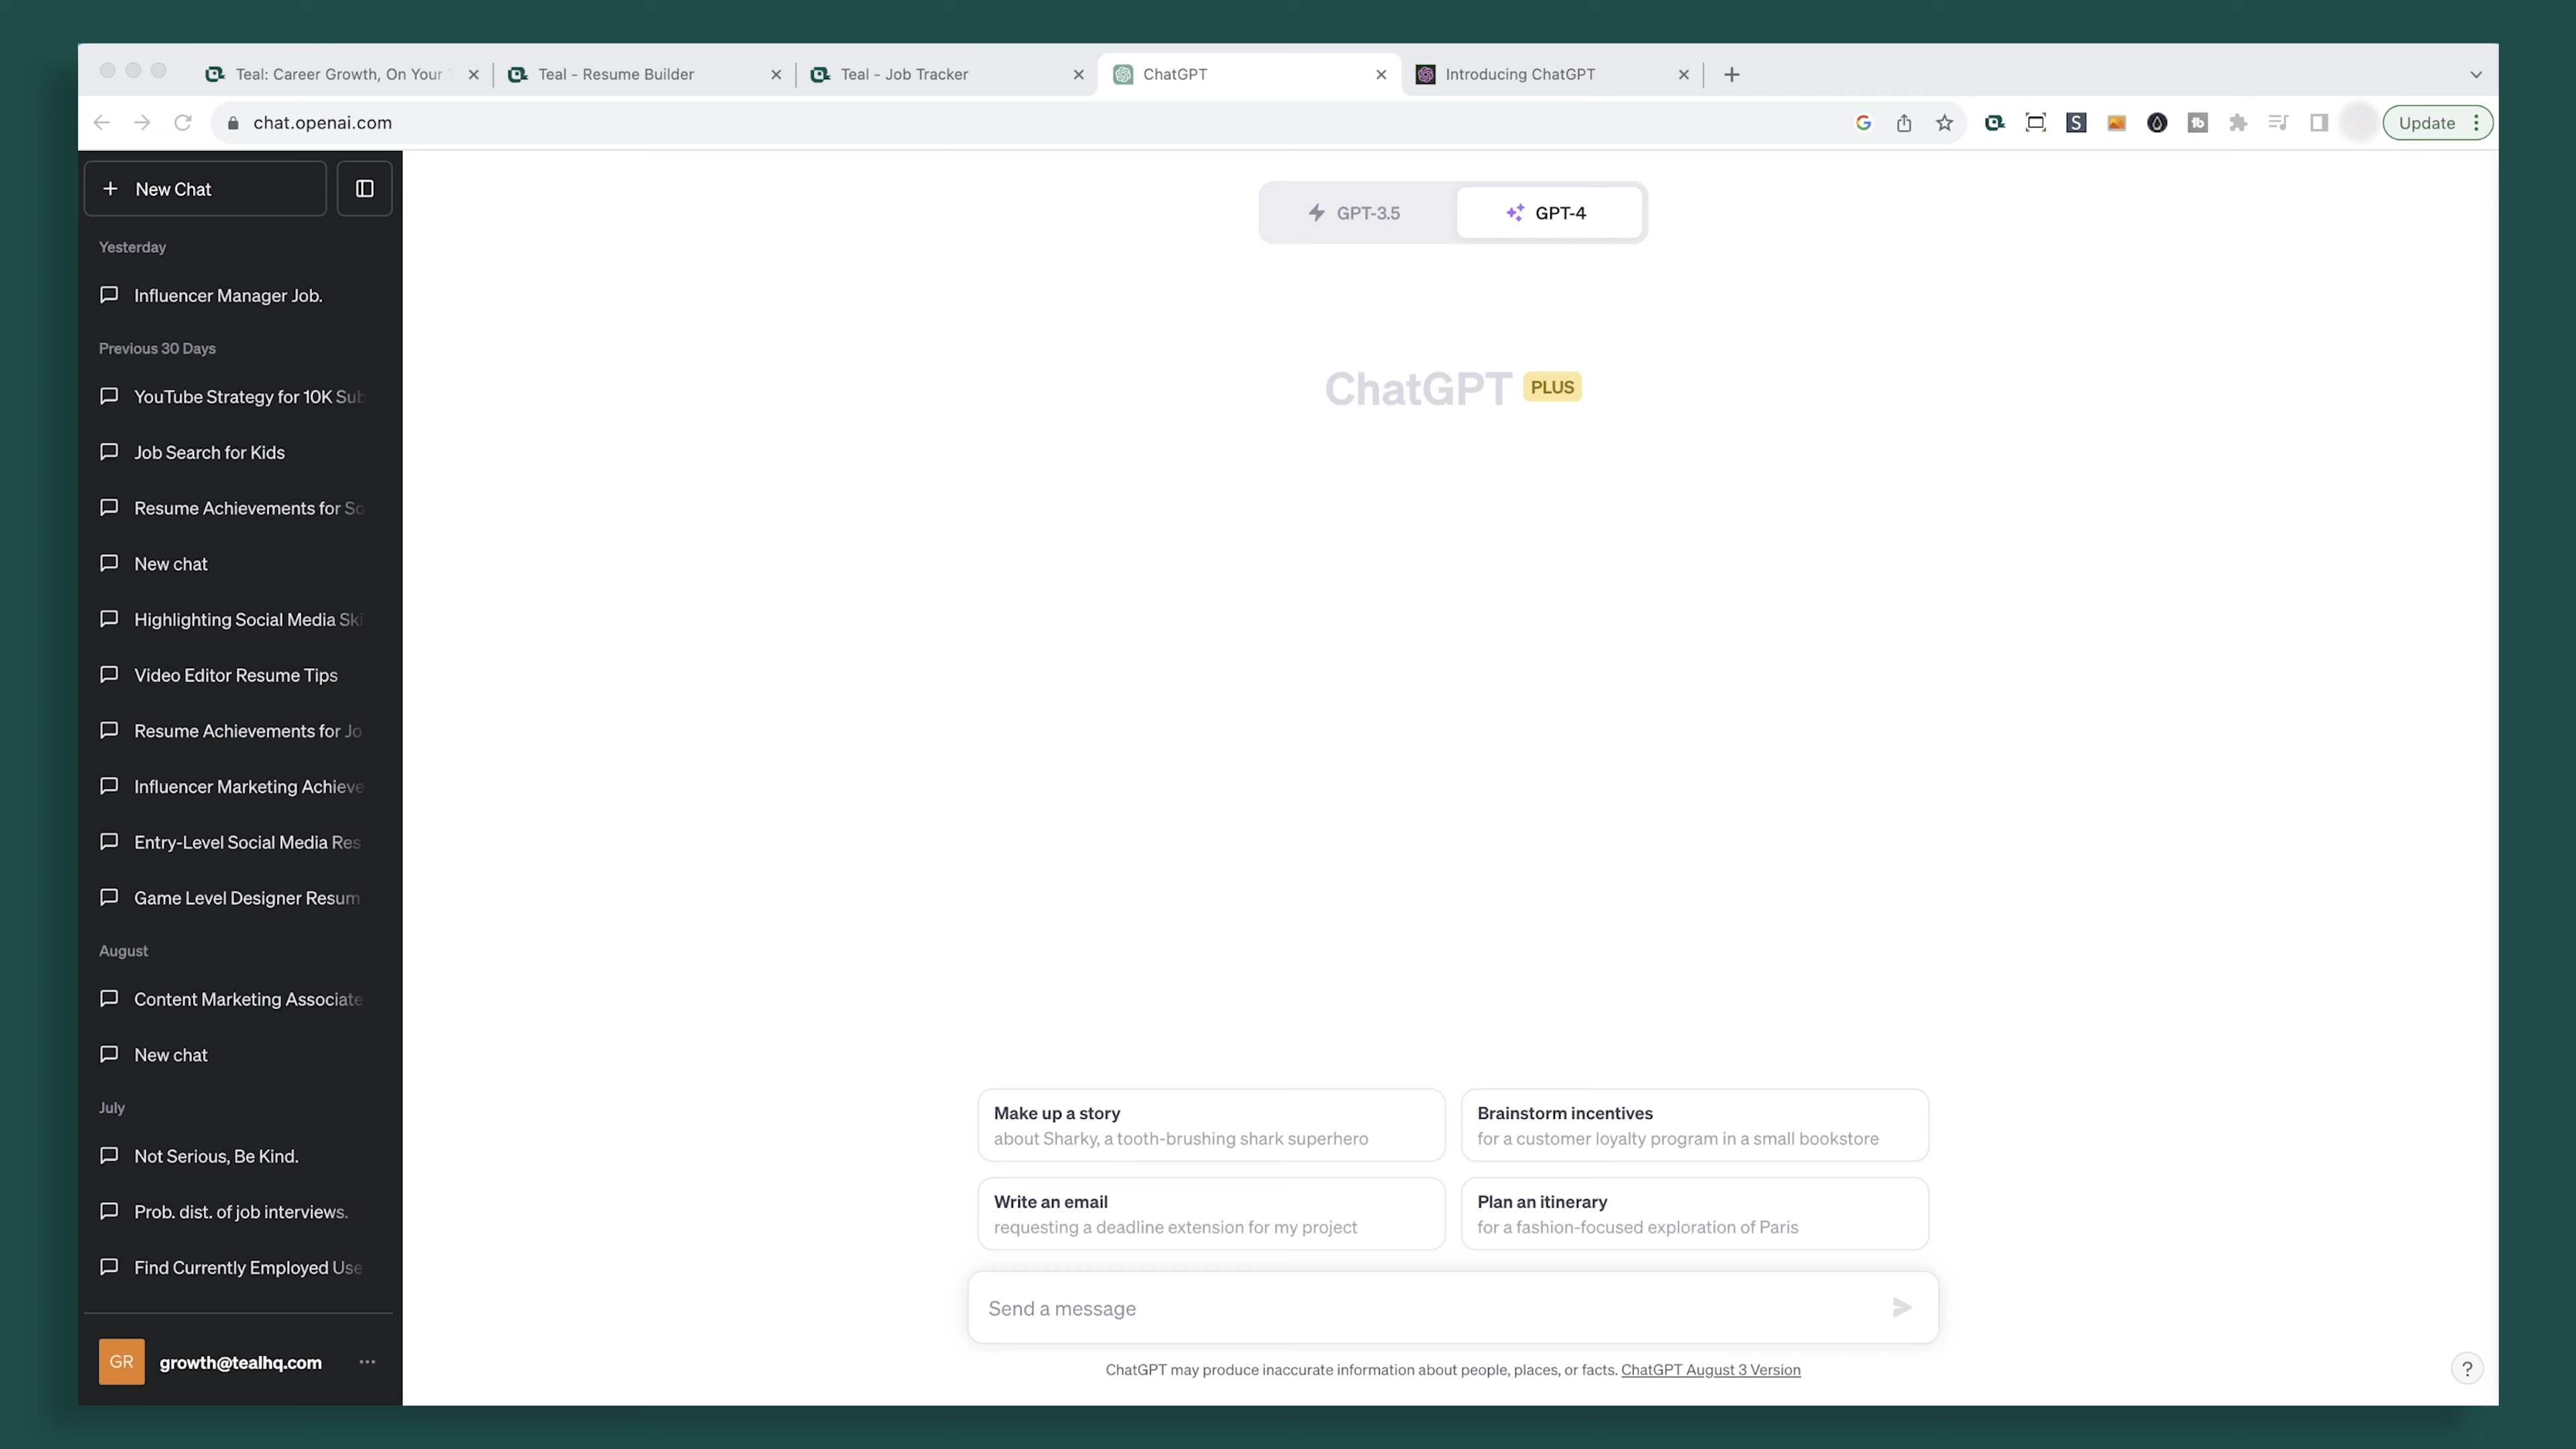 Teal: Career Growth, On Your
Teal - Resume Builder
Teal - Job Tracker
ChatGPT
Introducing ChatGPT
chat.openai.com
Update
New Chat
Yesterday
Influencer Manager Job.
Previous 30 Days
YouTube Strategy for 10K Sub
Job Search for Kids
Resume Achievements for So
New chat
Highlighting Social Media Ski
Video Editor Resume Tips
Resume Achievements for Jo
Influencer Marketing Achieve
Entry-Level Social Media Res
Game Level Designer Resum
August
Content Marketing Associate
New chat
July
Not Serious, Be Kind.
Prob. dist. of job interviews.
Find Currently Employed Use
GR
growth@tealhq.com
GPT-3.5
GPT-4
ChatGPT PLUS
Make up a story
about Sharky, a tooth-brushing shark superhero
Brainstorm incentives
for a customer loyalty program in a small bookstore
Write an email
requesting a deadline extension for my project
Plan an itinerary
for a fashion-focused exploration of Paris
Send a message
ChatGPT may produce inaccurate information about people, places, or facts. ChatGPT August 3 Version
?